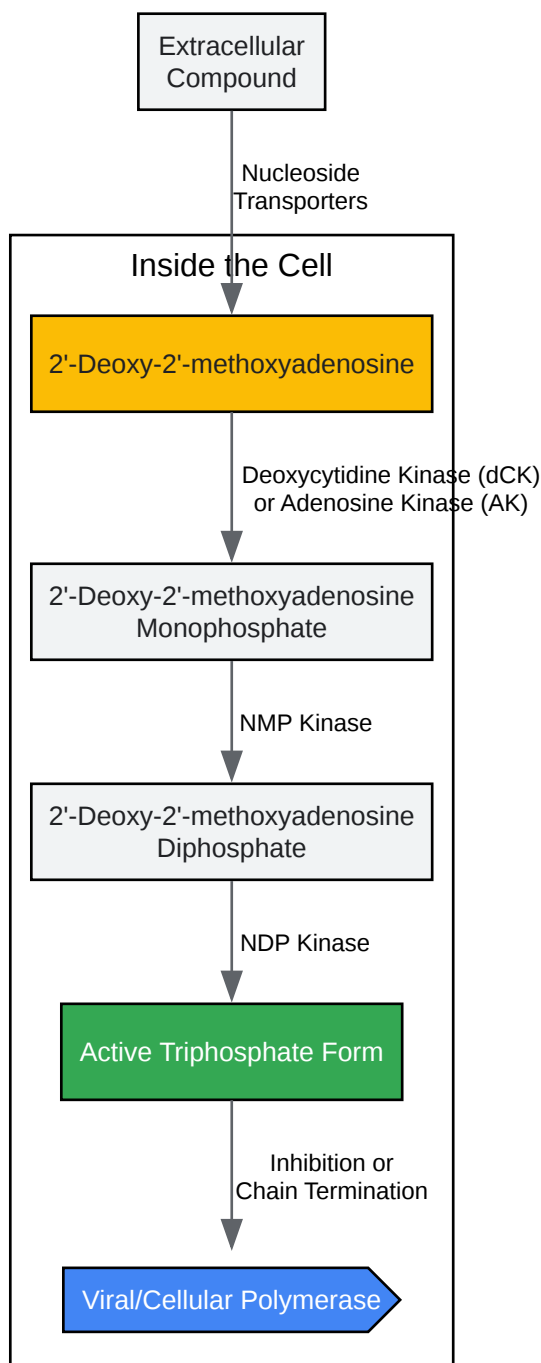 Extracellular
Compound
Nucleoside
Transporters
Inside the Cell
2'-Deoxy-2'-methoxyadenosine
Deoxycytidine Kinase (dCK)
or Adenosine Kinase (AK)
2'-Deoxy-2'-methoxyadenosine
Monophosphate
NMP Kinase
2'-Deoxy-2'-methoxyadenosine
Diphosphate
NDP Kinase
Active Triphosphate Form
Inhibition or
Chain Termination
Viral/Cellular Polymerase